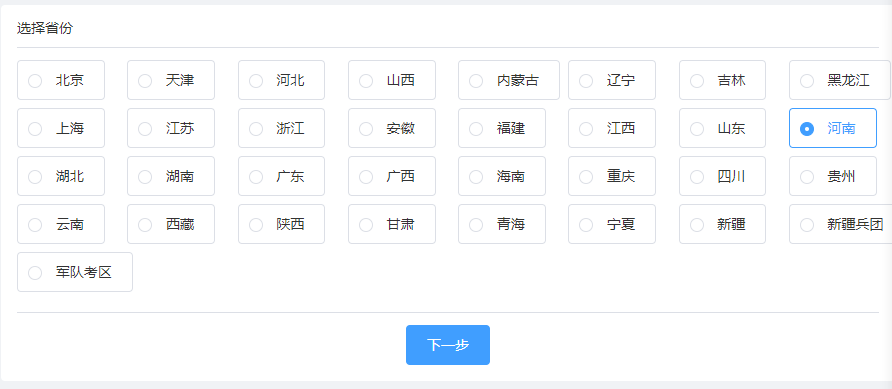 选择省份
北京 天津 河北 山西 内蒙古 辽宁 吉林 黑龙江
上海 江苏 浙江 安徽 福建 江西 山东 河南
湖北 湖南 广东 广西 海南 重庆 四川 贵州
云南 西藏 陕西 甘肃 青海 宁夏 新疆 新疆兵团
军队考区
下一步